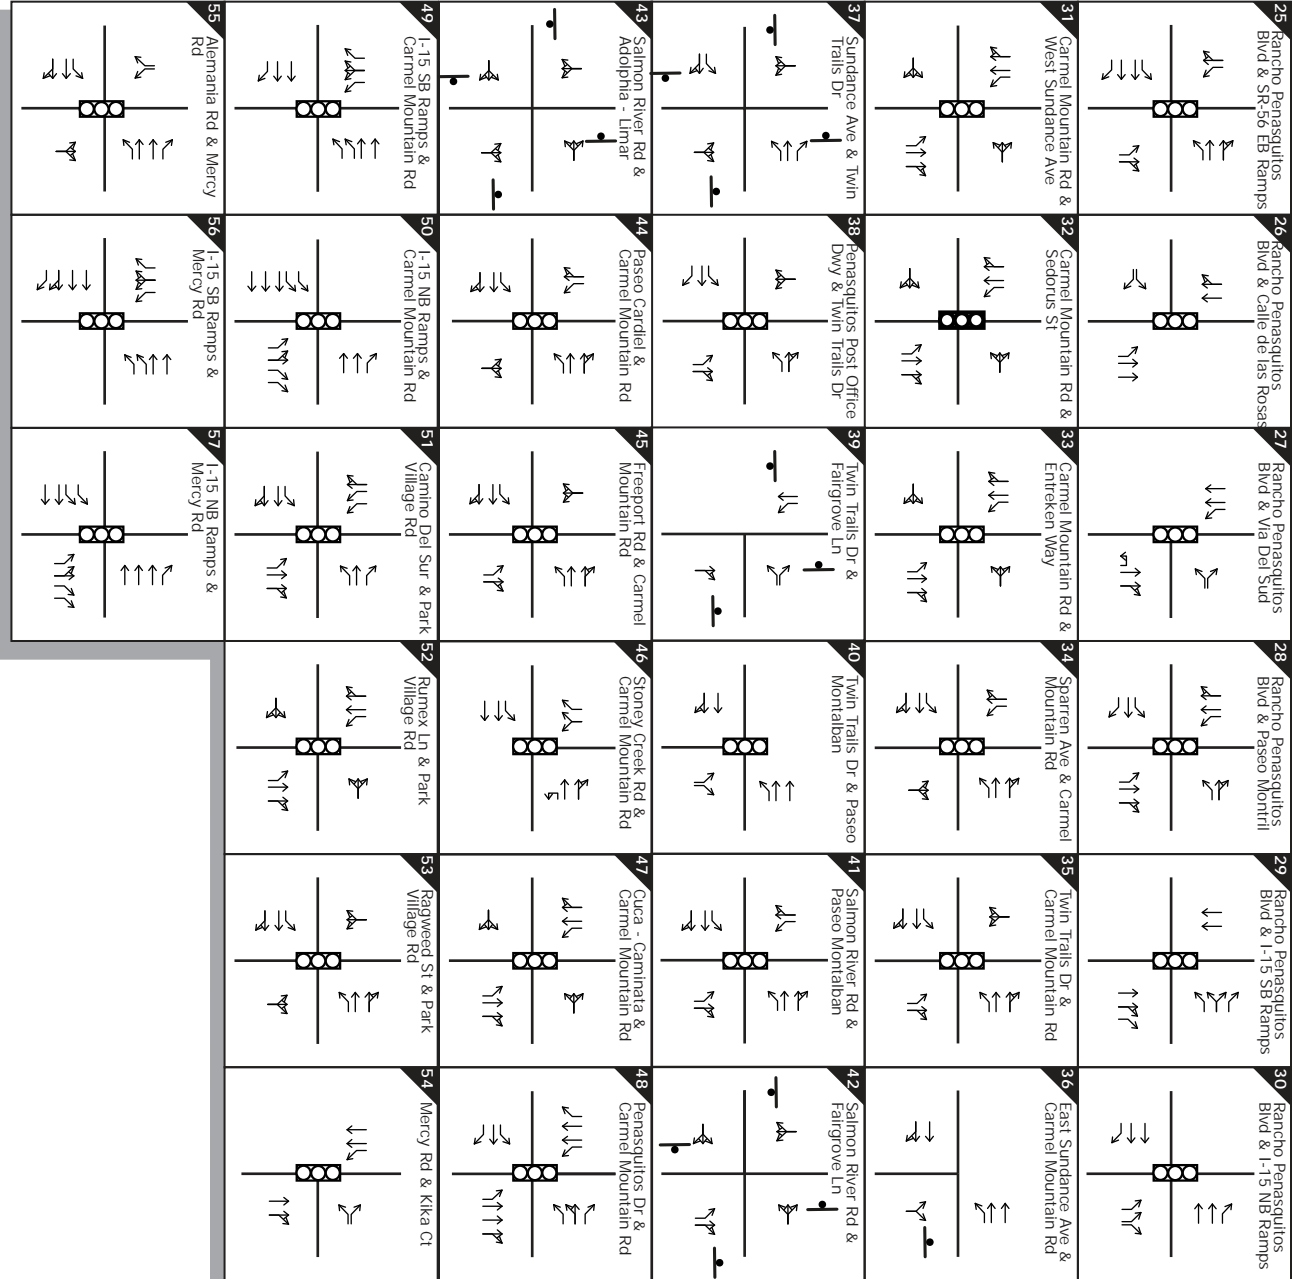 25
Rancho Penasquitos
Blvd & SR-56 EB Ramps
26
Rancho Penasquitos
Blvd & Calle de las Rosas
27
Rancho Penasquitos
Blvd & Via Del Sud
28
Rancho Penasquitos
Blvd & Paseo Montril
29
Rancho Penasquitos
Blvd & I-15 SB Ramps
30
Rancho Penasquitos
Blvd & I-15 NB Ramps
31
Carmel Mountain Rd &
West Sundance Ave
32
Carmel Mountain Rd &
Sedorus St
33
Carmel Mountain Rd &
Entreken Way
34
Sparren Ave & Carmel
Mountain Rd
35
Twin Trails Dr &
Carmel Mountain Rd
36
East Sundance Ave &
Carmel Mountain Rd
37
Sundance Ave & Twin
Trails Dr
38
Penasquitos Post Office
Dwy & Twin Trails Dr
39
Twin Trails Dr &
Fairgrove Ln
40
Twin Trails Dr & Paseo
Montalban
41
Salmon River Rd &
Paseo Montalban
42
Salmon River Rd &
Fairgrove Ln
43
Salmon River Rd &
Adolphia - Limar
44
Paseo Cardiel &
Carmel Mountain Rd
45
Freeport Rd & Carmel
Mountain Rd
46
Stoney Creek Rd &
Carmel Mountain Rd
47
Cuca - Caminata &
Carmel Mountain Rd
48
Penasquitos Dr &
Carmel Mountain Rd
49
I-15 SB Ramps &
Carmel Mountain Rd
50
I-15 NB Ramps &
Carmel Mountain Rd
51
Camino Del Sur & Park
Village Rd
52
Rumex Ln & Park
Village Rd
53
Ragweed St & Park
Village Rd
54
Mercy Rd & Kika Ct
55
Alemania Rd & Mercy
Rd
56
I-15 SB Ramps &
Mercy Rd
57
I-15 NB Ramps &
Mercy Rd